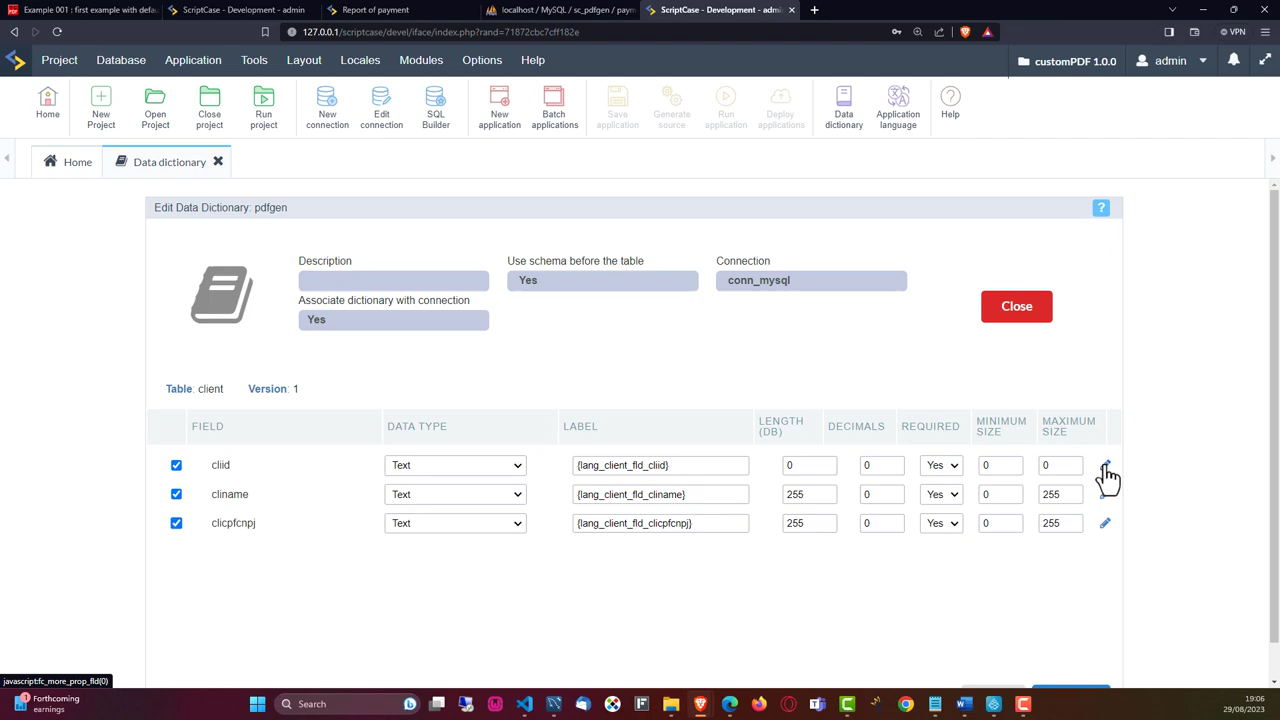 Example 001 : first example with defau
ScriptCase - Development - admin
Report of payment
localhost / MySQL / sc_pdfgen / paym
ScriptCase - Development - admi
127.0.0.1/scriptcase/devel/iface/index.php?rand=71872cbc7cff182e
VPN
Project Database Application Tools Layout Locales Modules Options Help
customPDF 1.0.0
admin
Home
New Project
Open Project
Close project
Run project
New connection
Edit connection
SQL Builder
New application
Batch applications
Save application
Generate source
Run application
Deploy applications
Data dictionary
Application language
Help
Home
Data dictionary
Edit Data Dictionary: pdfgen
?
Description
Use schema before the table
Connection
Yes
conn_mysql
Associate dictionary with connection
Yes
Close
Table: client Version: 1
FIELD DATA TYPE LABEL LENGTH (DB) DECIMALS REQUIRED MINIMUM SIZE MAXIMUM SIZE
cliid Text {lang_client_fld_cliid} 0 0 Yes 0 0
cliname Text {lang_client_fld_cliname} 255 0 Yes 0 255
clicpfcnpj Text {lang_client_fld_clicpfcnpj} 255 0 Yes 0 255
javascript:fc_more_prop_fld(0)
1
Forthcoming
earnings
Search
19:06
29/08/2023